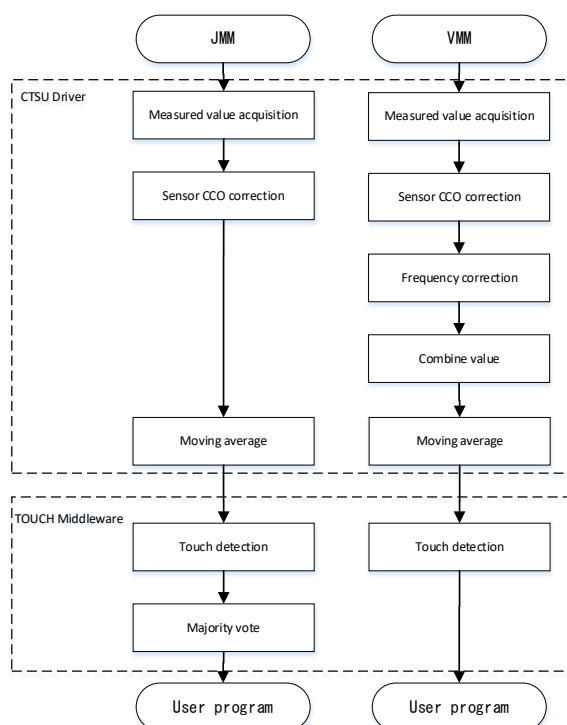 JMM
VMM
CTSU Driver
Measured value acquisition
Measured value acquisition
Sensor CCO correction
Sensor CCO correction
Frequency correction
Combine value
Moving average
Moving average
TOUCH Middleware
Touch detection
Touch detection
Majority vote
User program
User program